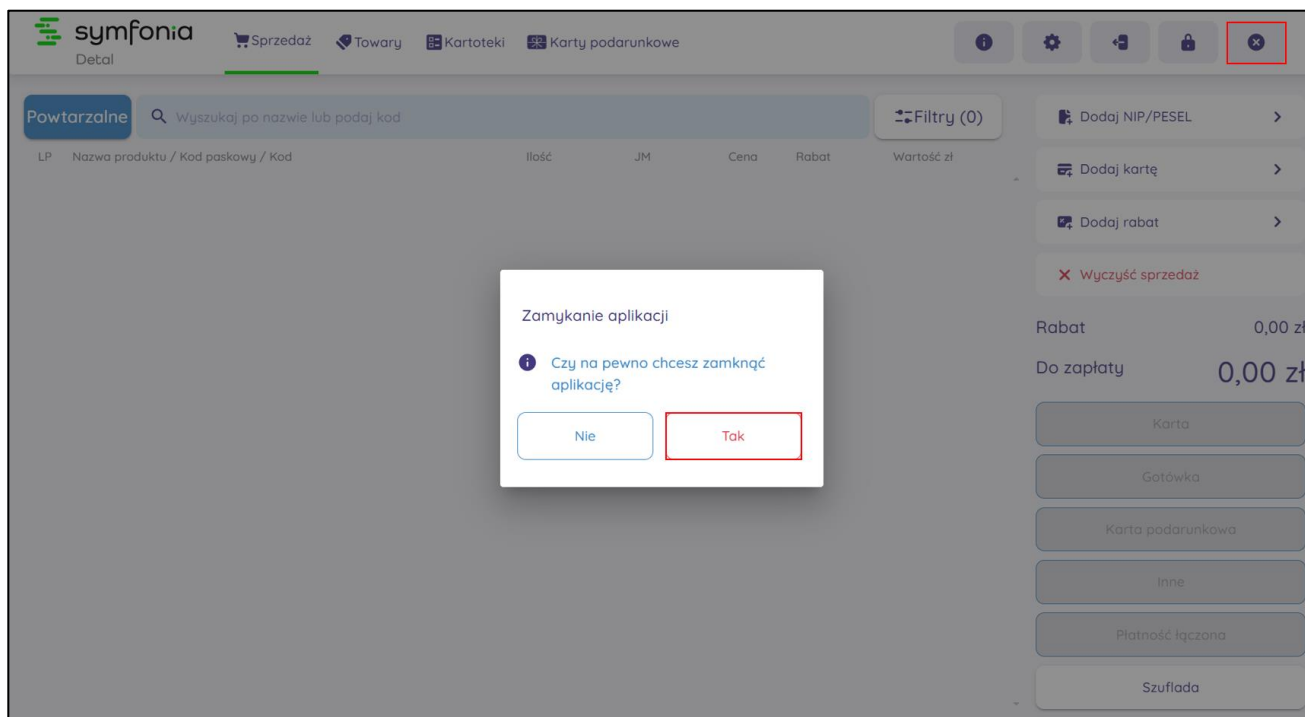 symfonia
Detal
Sprzedaż
Towary
Kartoteki
Karty podarunkowe
Powtarzalne
Wyszukaj po nazwie lub podaj kod
Filtry (0)
LP Nazwa produktu / Kod paskowy / Kod Ilość JM Cena Rabat Wartość zł
Dodaj NIP/PESEL
Dodaj kartę
Dodaj rabat
Wyczyść sprzedaż
Rabat 0,00 zł
Do zapłaty 0,00 zł
Karta
Gotówka
Karta podarunkowa
Inne
Płatność łączona
Szuflada
Zamykanie aplikacji
Czy na pewno chcesz zamknąć
aplikację?
Nie
Tak